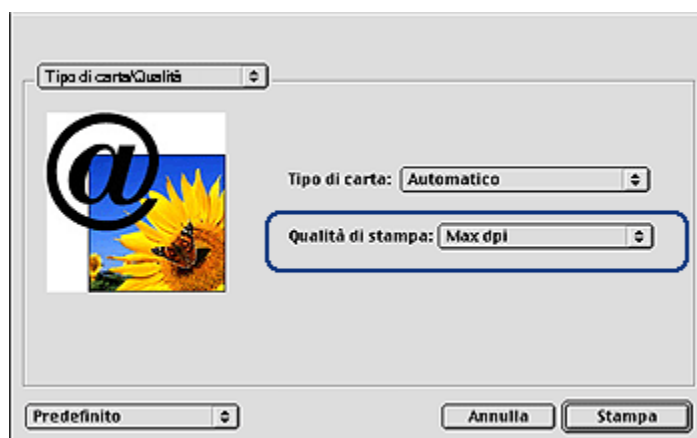 Tipo di carta/Qualità
@
Tipo di carta: Automatico
Qualità di stampa: Max dpi
Predefinito Annulla Stampa